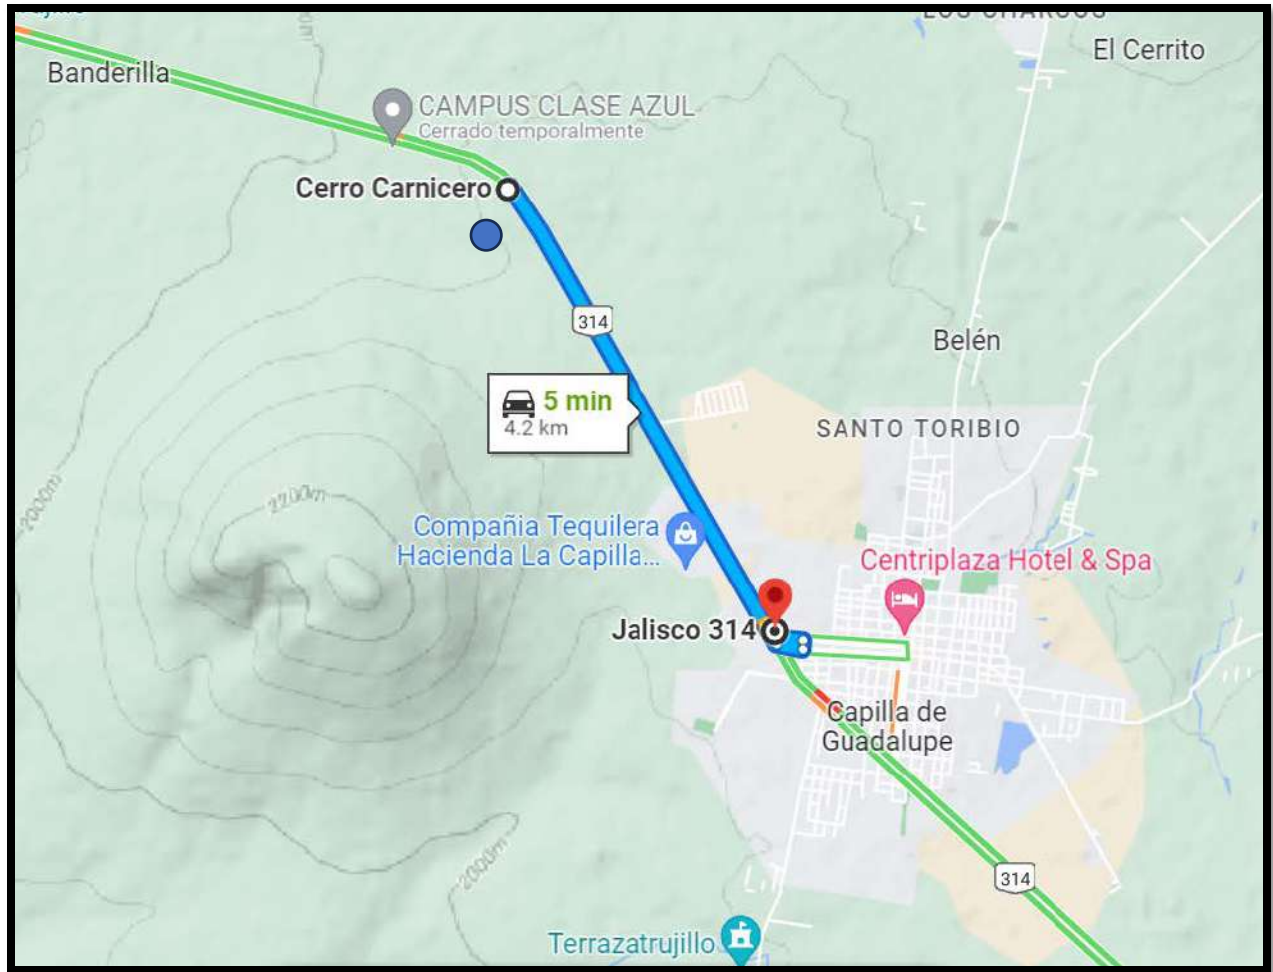 El Cerrito
Banderilla
CAMPUS CLASE AZUL
Cerrado temporalmente
Cerro Carnicero
314
Belén
5 min
4.2 km
SANTO TORIBIO
2000m
2200m
Compañia Tequilera
Hacienda La Capilla...
Centriplaza Hotel & Spa
Jalisco 314
Capilla de
Guadalupe
2000m
314
Terrazatrujillo